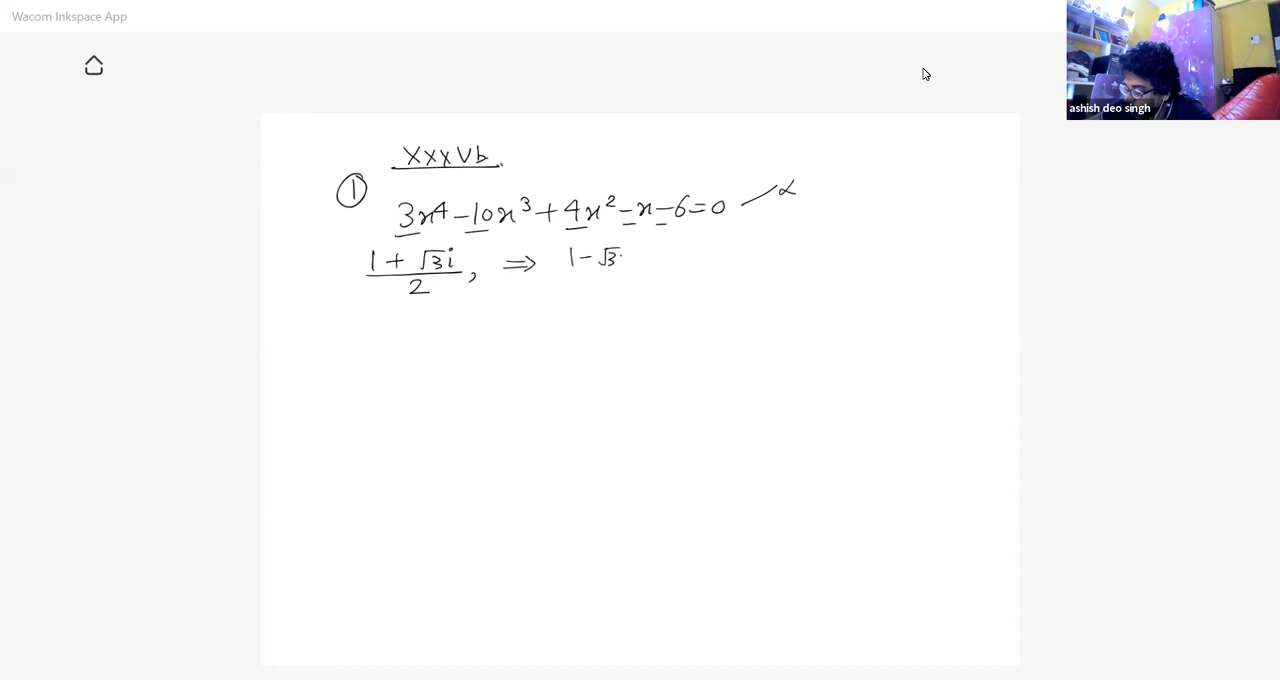 Wacom Inkspace App
ashish deo singh
XxxVb.
①
3x⁴ - 10x³ + 4x² - x - 6 = 0 α
1 + √3i / 2 , ⇒ 1 - √3